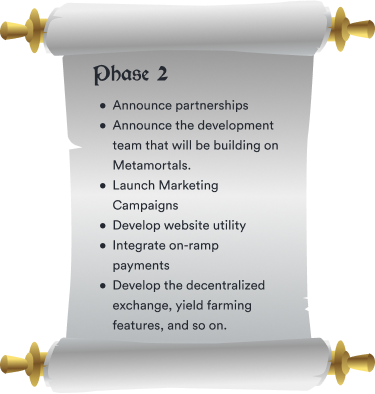 Phase 2
• Announce partnerships
• Announce the development
team that will be building on
Metamortals.
• Launch Marketing
Campaigns
• Develop website utility
• Integrate on-ramp
payments
• Develop the decentralized
exchange, yield farming
features, and so on.